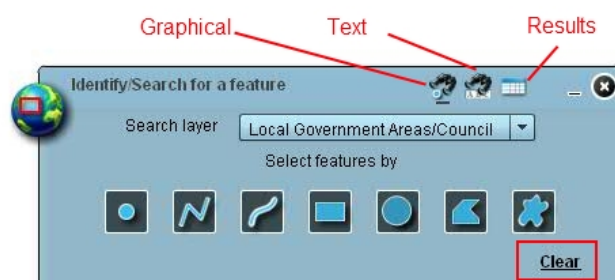 Graphical Text Results
Identify/Search for a feature
Search layer Local Government Areas/Council
Select features by
Clear